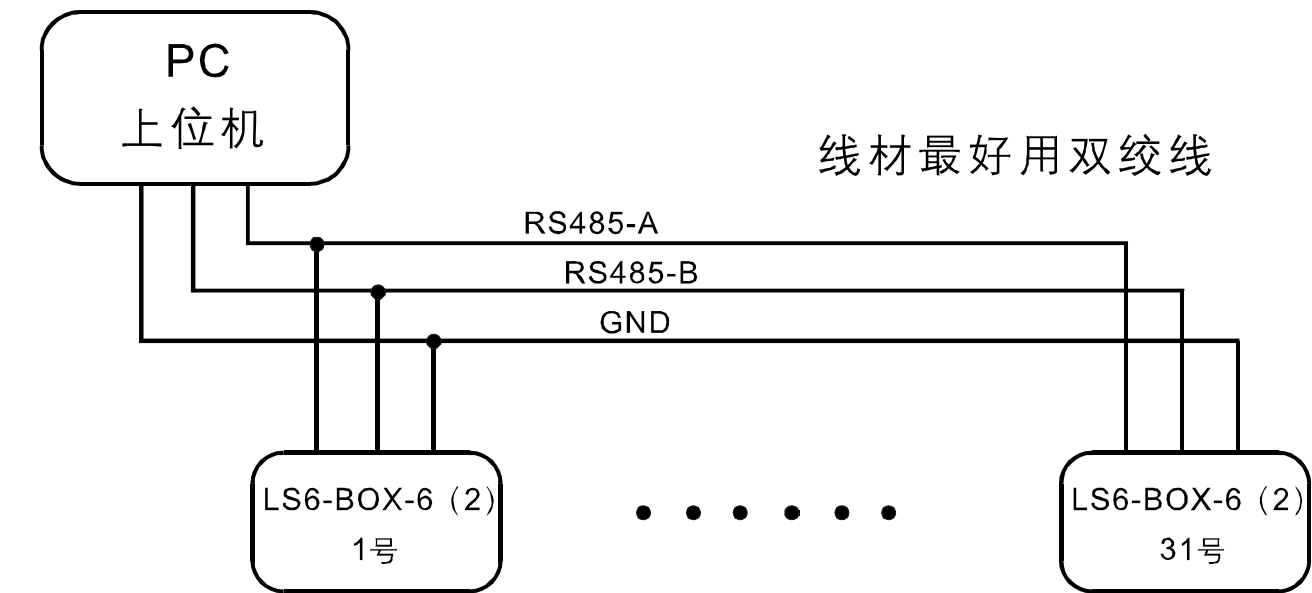 PC
上位机
线材最好用双绞线
RS485-A
RS485-B
GND
LS6-BOX-6（2）
1号
LS6-BOX-6（2）
31号